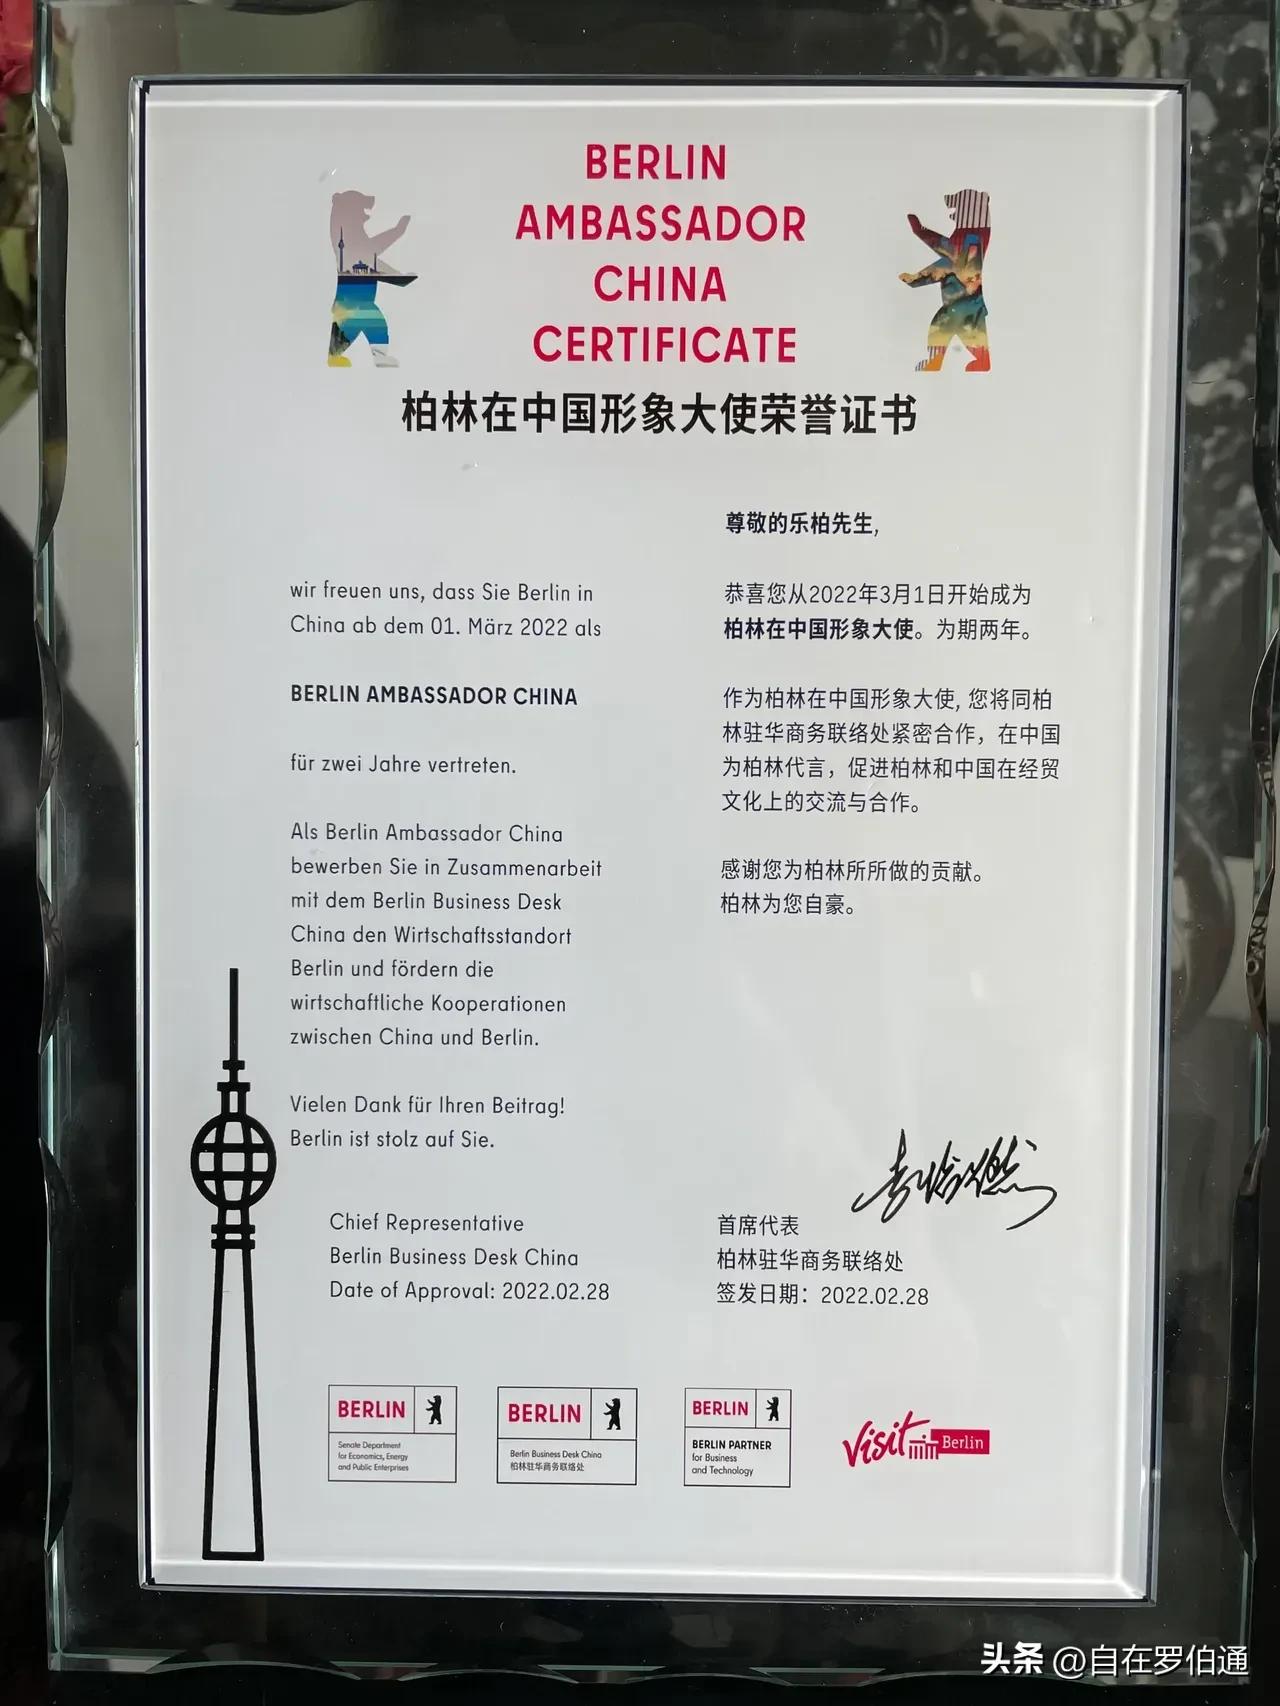 BERLIN
AMBASSADOR
CHINA
CERTIFICATE
柏林在中国形象大使荣誉证书
wir freuen uns, dass Sie Berlin in
China ab dem 01. März 2022 als
BERLIN AMBASSADOR CHINA
für zwei Jahre vertreten.
Als Berlin Ambassador China
bewerben Sie in Zusammenarbeit
mit dem Berlin Business Desk
China den Wirtschaftsstandort
Berlin und fördern die
wirtschaftliche Kooperationen
zwischen China und Berlin.
Vielen Dank für Ihren Beitrag!
Berlin ist stolz auf Sie.
Chief Representative
Berlin Business Desk China
Date of Approval: 2022.02.28
尊敬的乐柏先生,
恭喜您从2022年3月1日开始成为
柏林在中国形象大使。为期两年。
作为柏林在中国形象大使, 您将同柏
林驻华商务联络处紧密合作，在中国
为柏林代言，促进柏林和中国在经贸
文化上的交流与合作。
感谢您为柏林所所做的贡献。
柏林为您自豪。
首席代表
柏林驻华商务联络处
签发日期：2022.02.28
BERLIN
Senate Department
for Economics, Energy
and Public Enterprises
BERLIN
Berlin Business Desk China
柏林驻华商务联络处
BERLIN
BERLIN PARTNER
for Business
and Technology
Visit Berlin
头条 @自在罗伯通